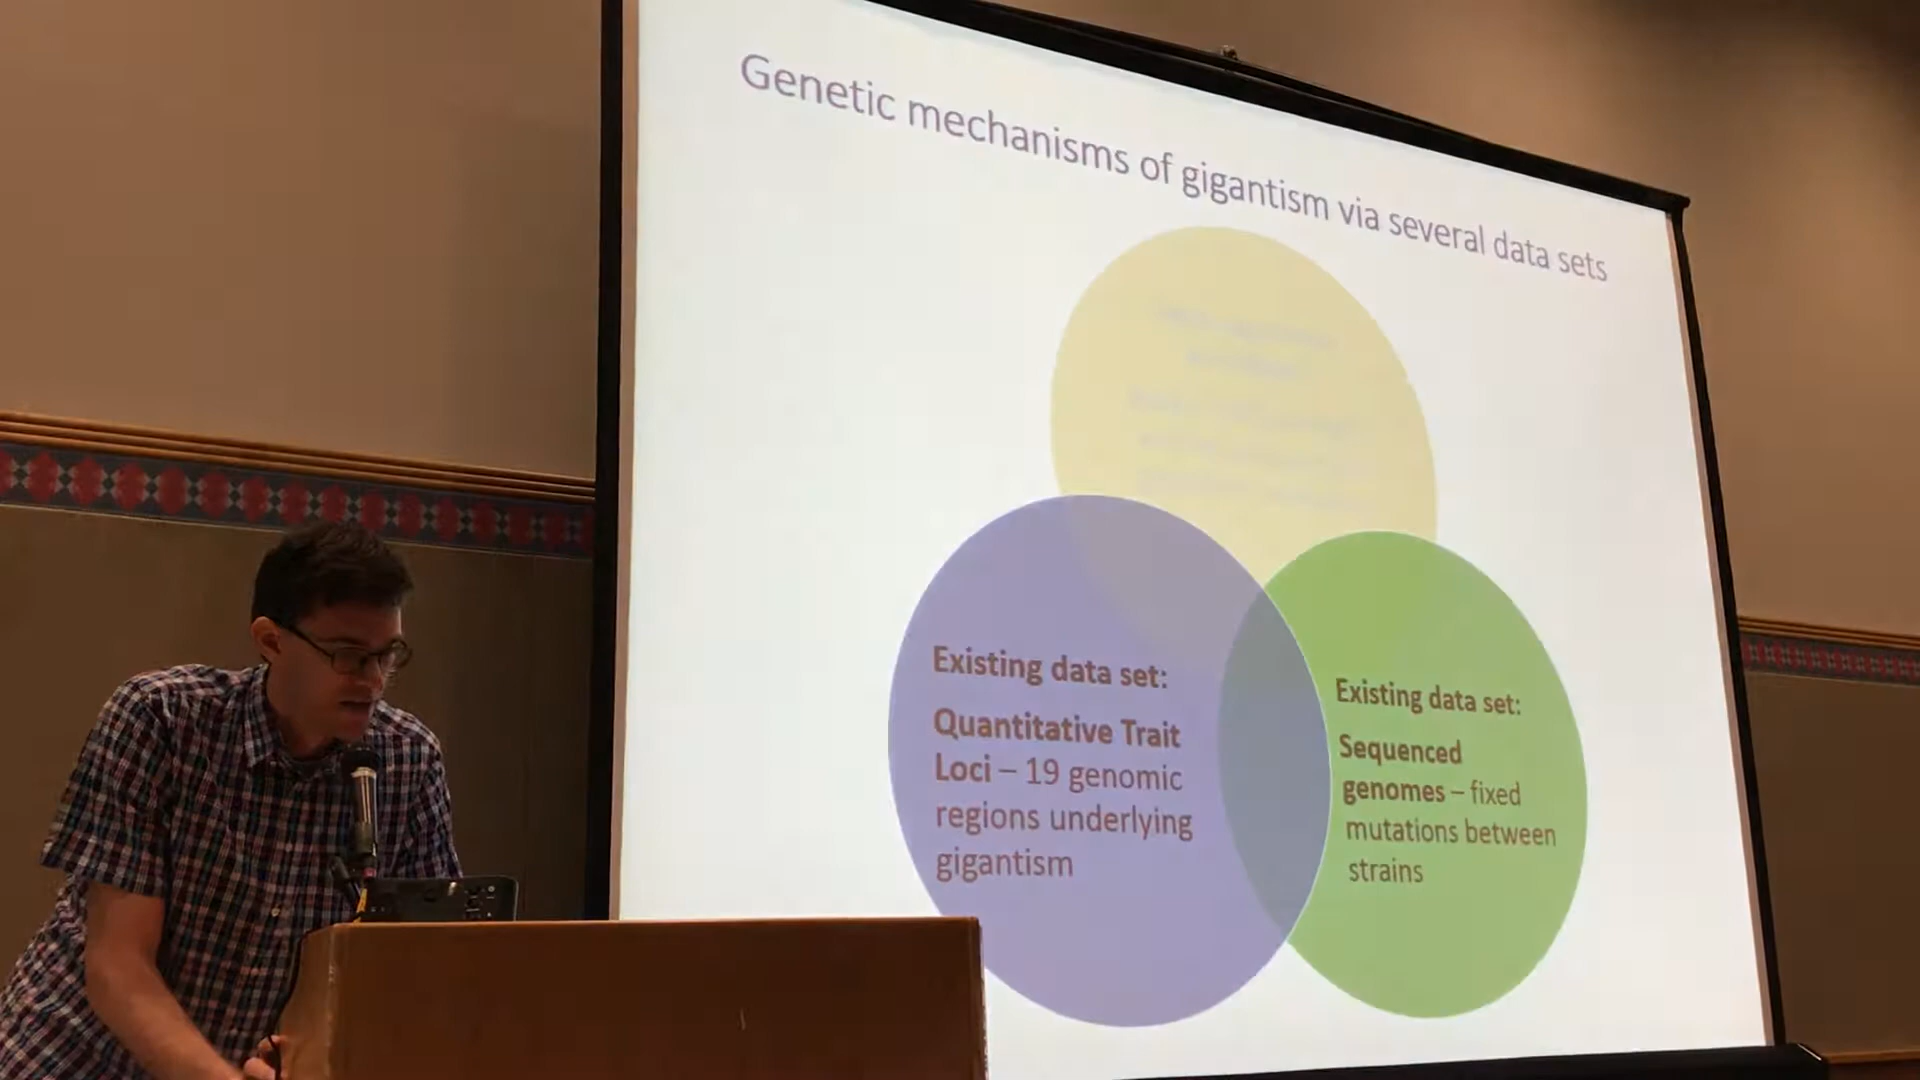 Genetic mechanisms of gigantism via several data sets
Existing data set:
Quantitative Trait
Loci – 19 genomic
regions underlying
gigantism
Existing data set:
Sequenced
genomes – fixed
mutations between
strains